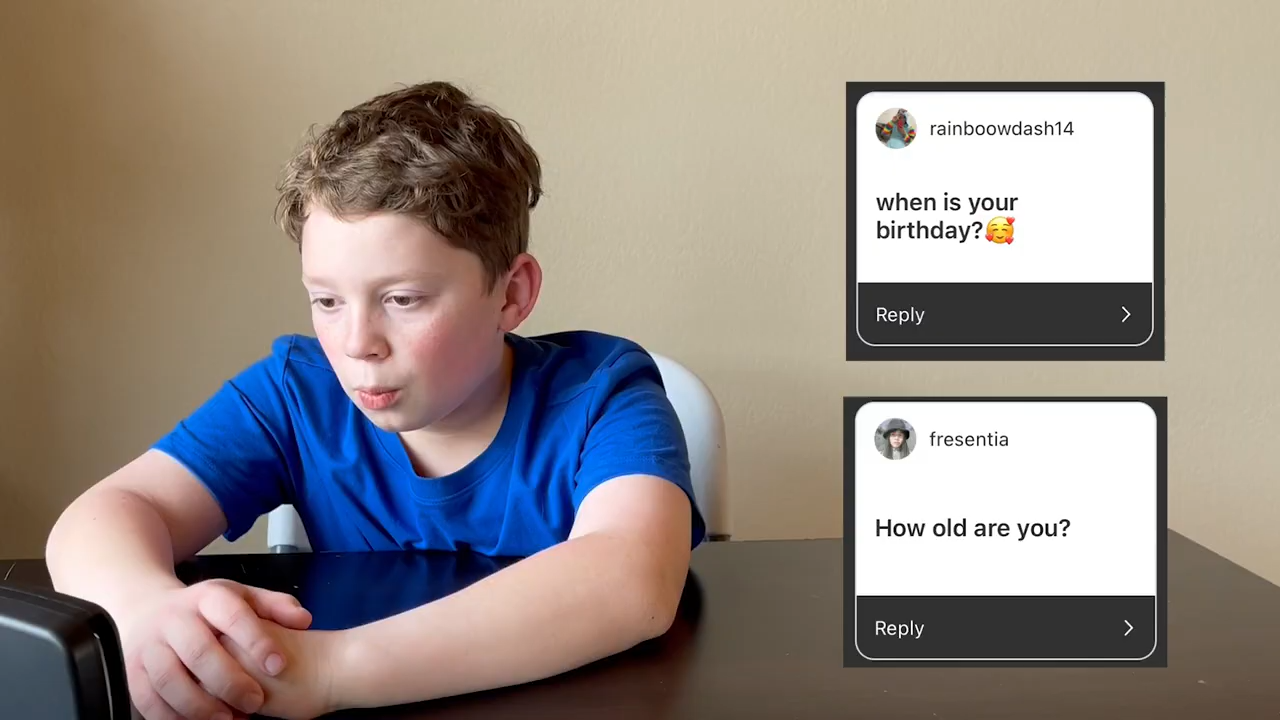 rainboowdash14
when is your
birthday?🥰
Reply
fresentia
How old are you?
Reply